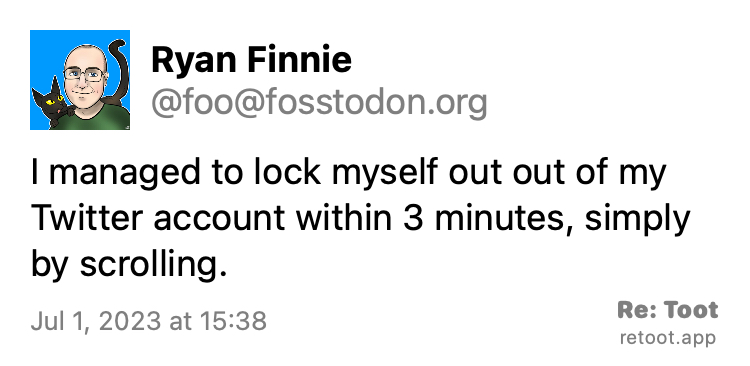 Ryan Finnie
@foo@fosstodon.org
I managed to lock myself out out of my
Twitter account within 3 minutes, simply
by scrolling.
Jul 1, 2023 at 15:38
Re: Toot
retoot.app